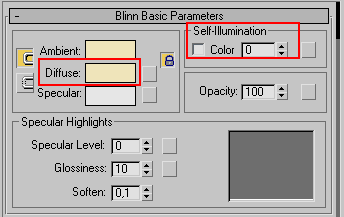 - Blinn Basic Parameters
Self-Illumination
Ambient:
Color 0
Diffuse:
Specular:
Opacity: 100
Specular Highlights
Specular Level: 0
Glossiness: 10
Soften: 0,1